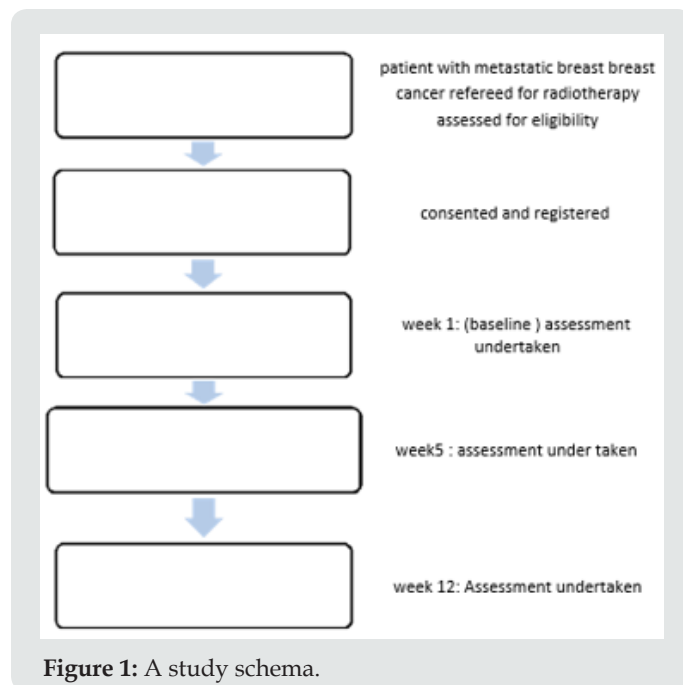 patient with metastatic breast breast
cancer refereed for radiotherapy
assessed for eligibility
consented and registered
week 1: (baseline ) assessment
undertaken
week5 : assessment under taken
week 12: Assessment undertaken
Figure 1: A study schema.